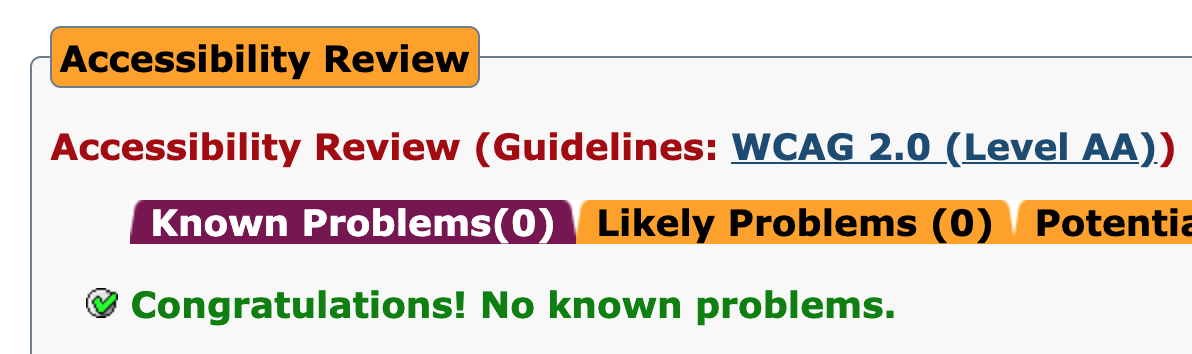 Accessibility Review
Accessibility Review (Guidelines: WCAG 2.0 (Level AA))
Known Problems(0) Likely Problems (0)
Congratulations! No known problems.